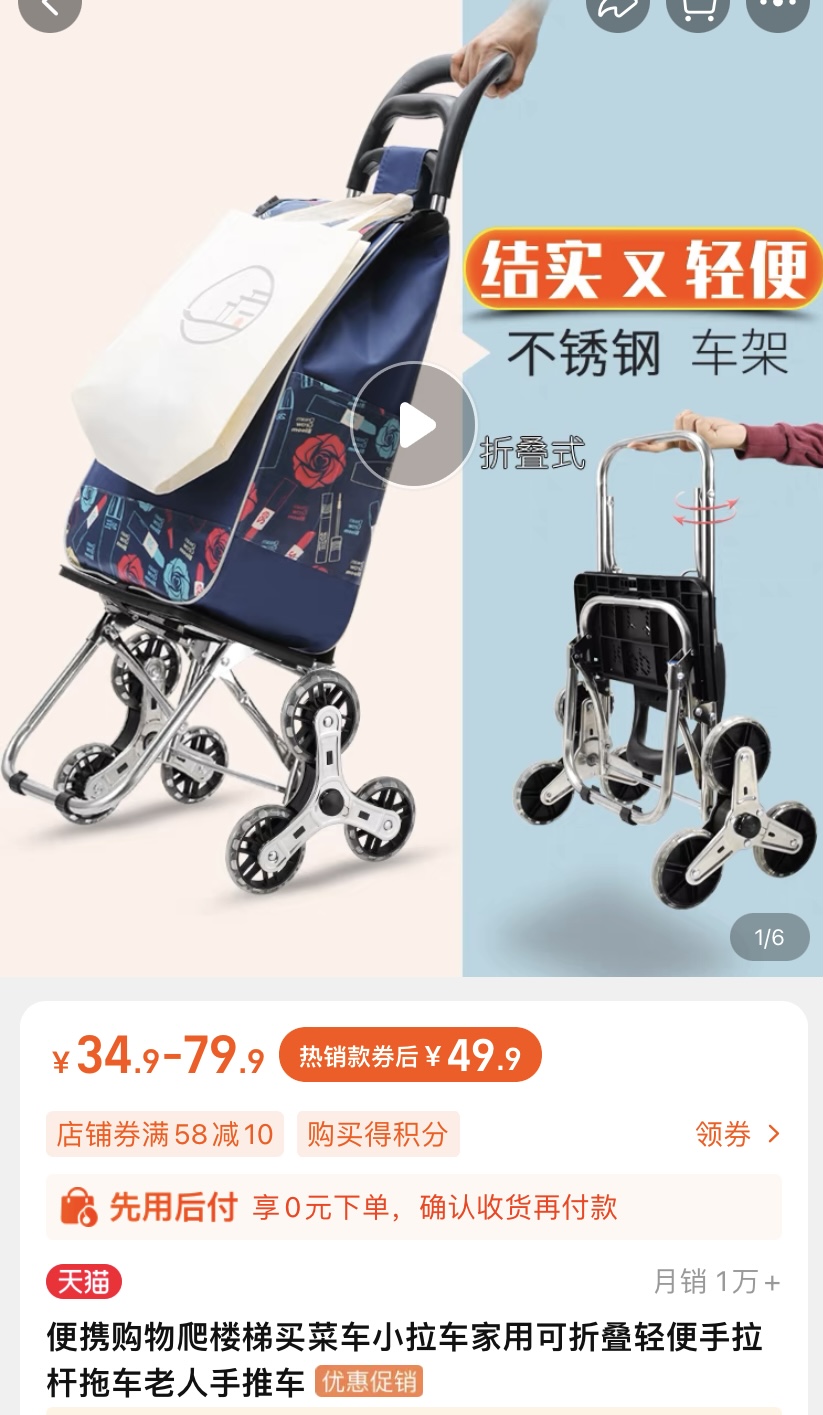 结实又轻便
不锈钢 车架
折叠式
1/6
¥34.9-79.9 热销款券后¥49.9
店铺券满58减10 购买得积分 领券
先用后付 享0元下单，确认收货再付款
天猫 月销 1万+
便携购物爬楼梯买菜车小拉车家用可折叠轻便手拉
杆拖车老人手推车 优惠促销